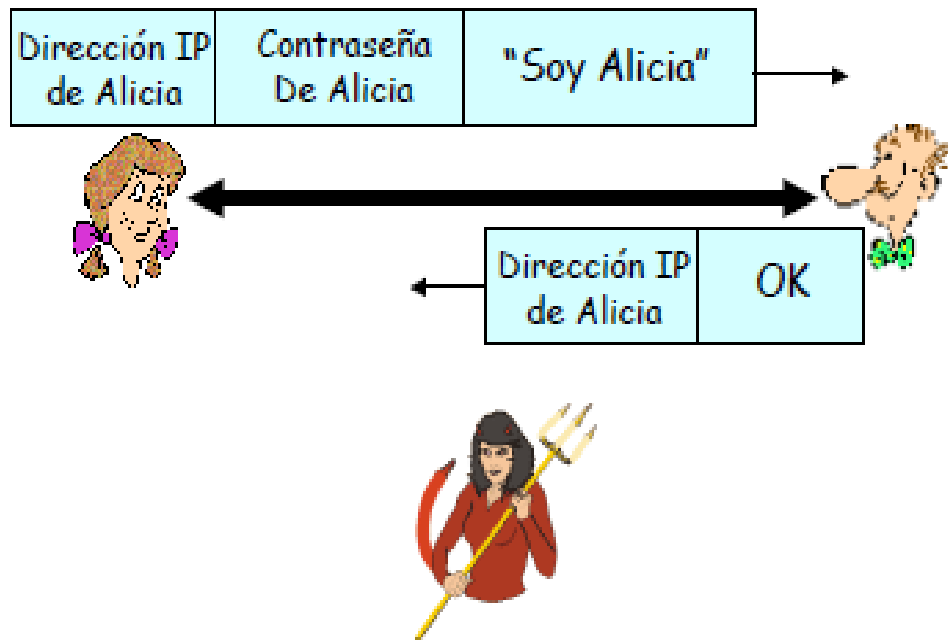 Dirección IP
de Alicia
Contraseña
De Alicia
"Soy Alicia"
Dirección IP
de Alicia
OK